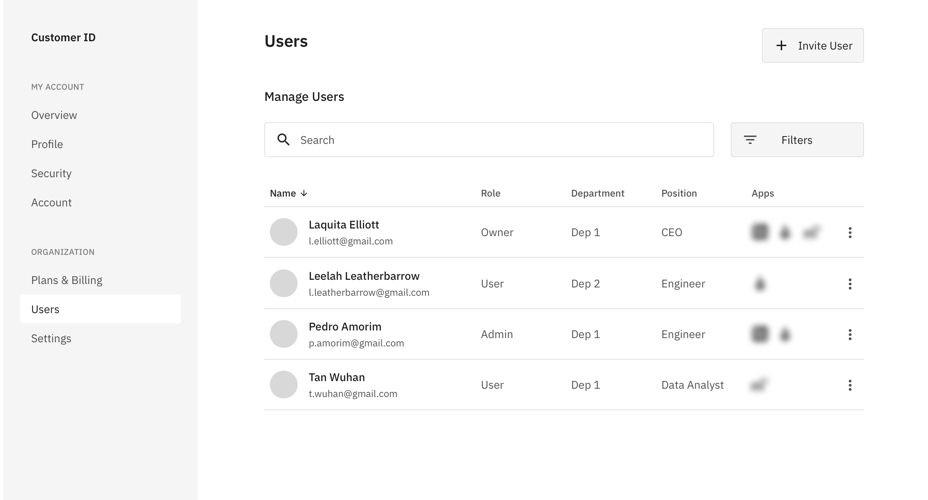 Customer ID
MY ACCOUNT
Overview
Profile
Security
Account
ORGANIZATION
Plans & Billing
Users
Settings
Users
Invite User
Manage Users
Search
Filters
Name Role Department Position Apps
Laquita Elliott
l.elliott@gmail.com
Owner Dep 1 CEO
Leelah Leatherbarrow
l.leatherbarrow@gmail.com
User Dep 2 Engineer
Pedro Amorim
p.amorim@gmail.com
Admin Dep 1 Engineer
Tan Wuhan
t.wuhan@gmail.com
User Dep 1 Data Analyst